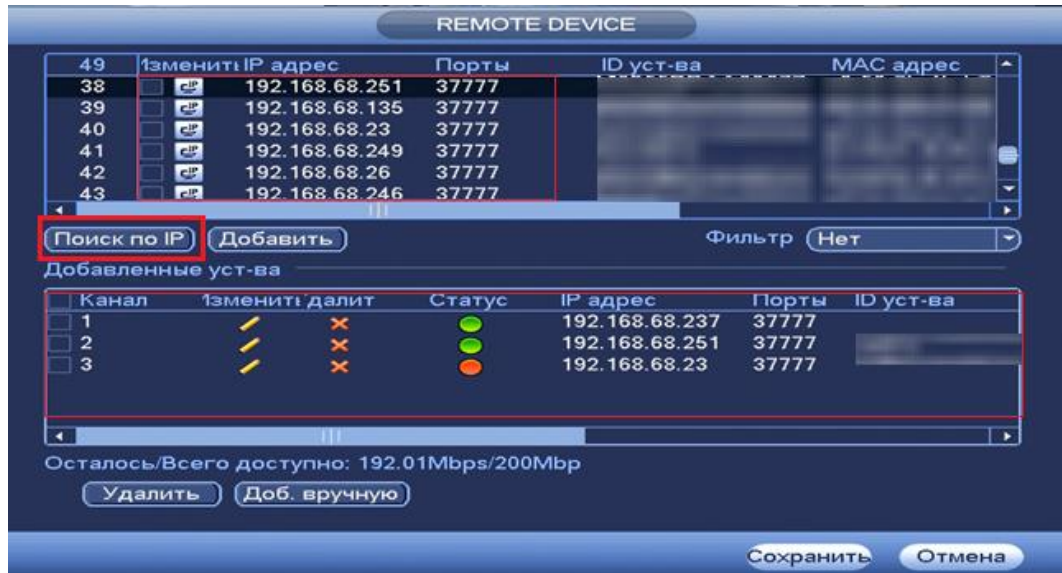 REMOTE DEVICE
49 Ізменить IP адрес Порты ID уст-ва MAC адрес
38 192.168.68.251 37777
39 192.168.68.135 37777
40 192.168.68.23 37777
41 192.168.68.249 37777
42 192.168.68.26 37777
43 192.168.68.246 37777
Поиск по IP Добавить Фильтр Нет
Добавленные уст-ва
Канал Ізменить далит Статус IP адрес Порты ID уст-ва
1 192.168.68.237 37777
2 192.168.68.251 37777
3 192.168.68.23 37777
Осталось/Всего доступно: 192.01Mbps/200Mbp
Удалить Доб. вручную
Сохранить Отмена